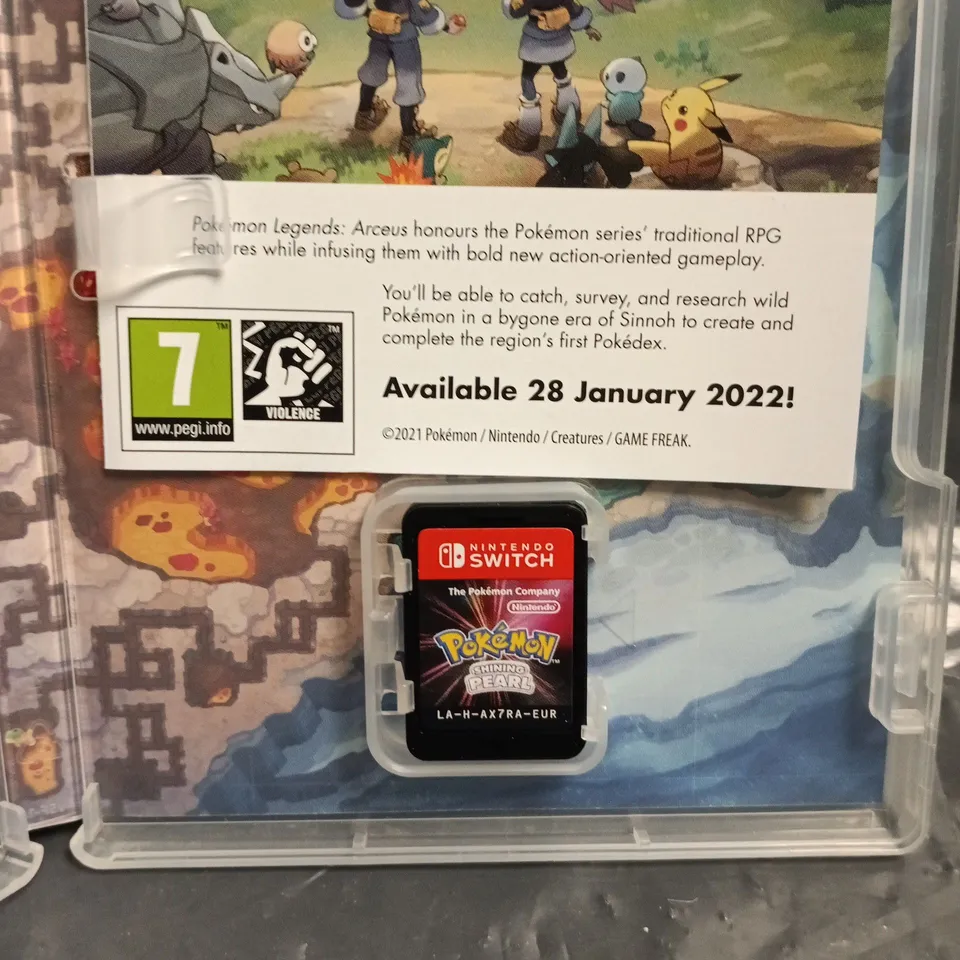 Pokémon Legends: Arceus honours the Pokémon series' traditional RPG
features while infusing them with bold new action-oriented gameplay.
You'll be able to catch, survey, and research wild
Pokémon in a bygone era of Sinnoh to create and
complete the region's first Pokédex.
Available 28 January 2022!
©2021 Pokémon / Nintendo / Creatures / GAME FREAK.
7
TM
www.pegi.info
TM
VIOLENCE
NINTENDO
SWITCH
The Pokémon Company
Nintendo
POKéMON
TM
SHINING
PEARL
LA-H-AX7RA-EUR